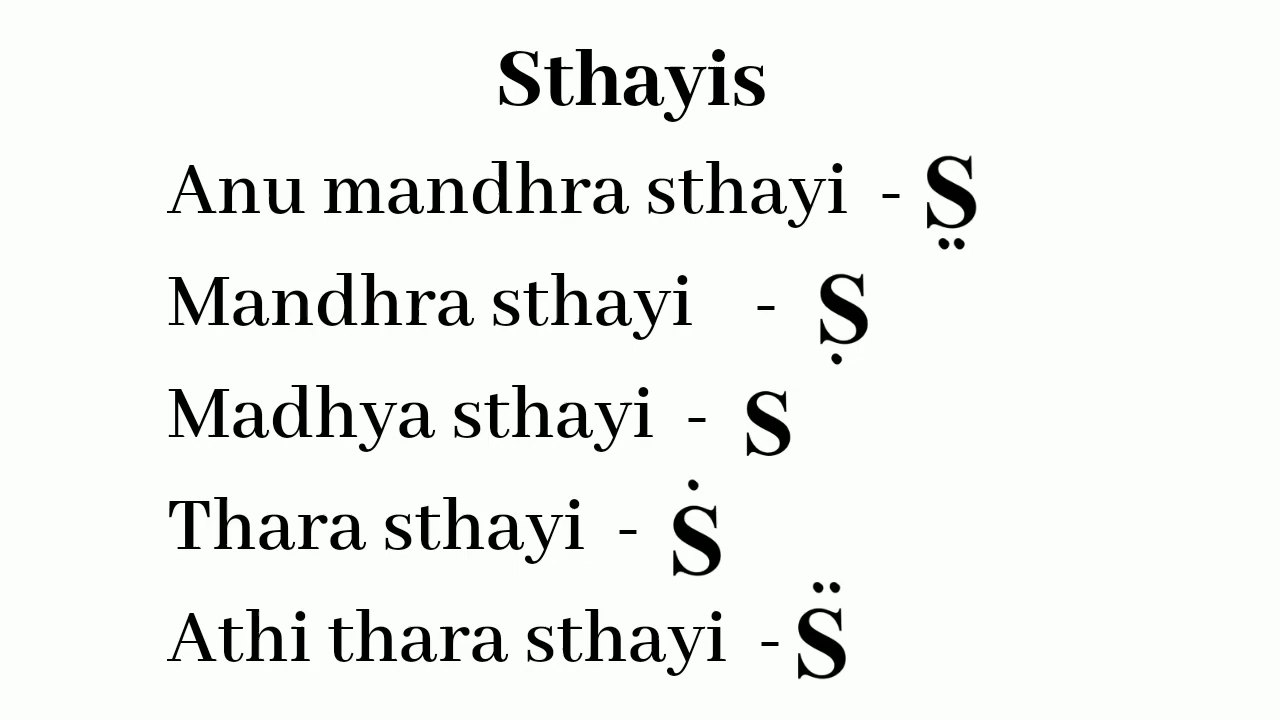 Sthayis
Anu mandhra sthayi - S̤
Mandhra sthayi - Ṣ
Madhya sthayi - S
Thara sthayi - Ṡ
Athi thara sthayi - S̈